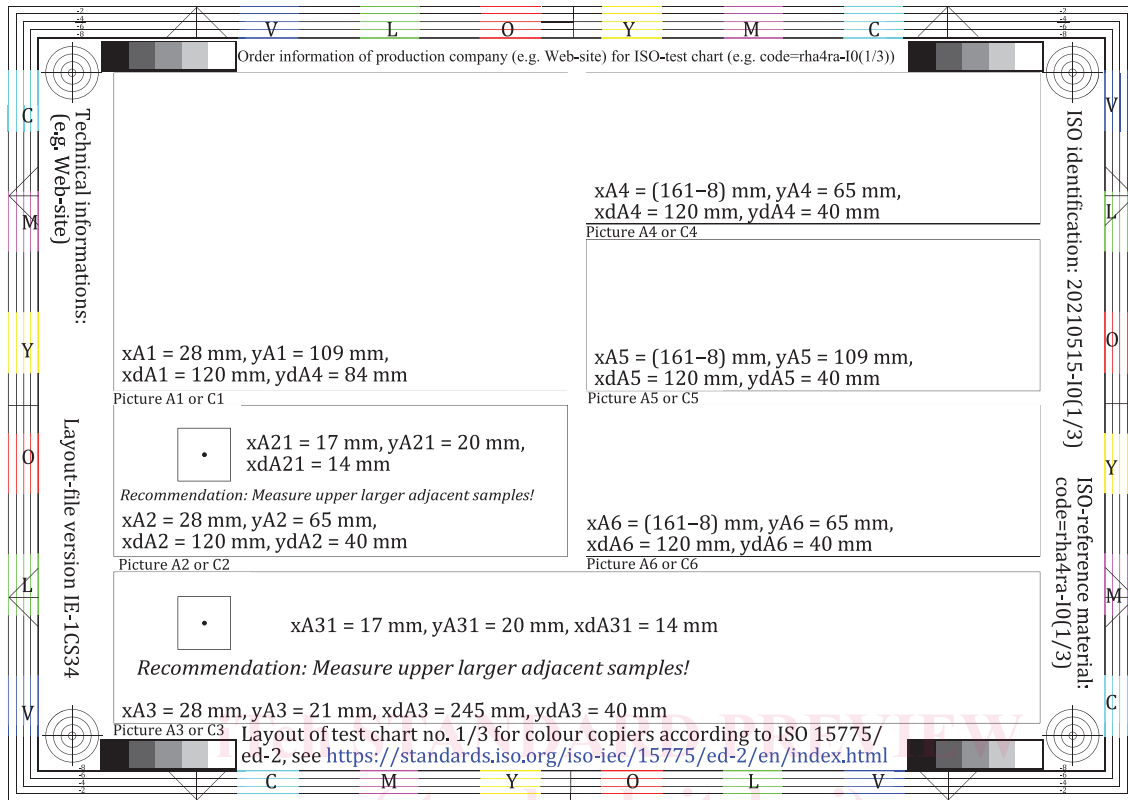 V L O Y M C
Order information of production company (e.g. Web-site) for ISO-test chart (e.g. code=rha4ra-I0(1/3))
C
M
Y
O
L
V
Technical informations:
(e.g. Web-site)
Layout-file version IE-1CS34
xA1 = 28 mm, yA1 = 109 mm,
xdA1 = 120 mm, ydA4 = 84 mm
Picture A1 or C1
xA21 = 17 mm, yA21 = 20 mm,
xdA21 = 14 mm
Recommendation: Measure upper larger adjacent samples!
xA2 = 28 mm, yA2 = 65 mm,
xdA2 = 120 mm, ydA2 = 40 mm
Picture A2 or C2
xA4 = (161–8) mm, yA4 = 65 mm,
xdA4 = 120 mm, ydA4 = 40 mm
Picture A4 or C4
xA5 = (161–8) mm, yA5 = 109 mm,
xdA5 = 120 mm, ydA5 = 40 mm
Picture A5 or C5
xA6 = (161–8) mm, yA6 = 65 mm,
xdA6 = 120 mm, ydA6 = 40 mm
Picture A6 or C6
xA31 = 17 mm, yA31 = 20 mm, xdA31 = 14 mm
Recommendation: Measure upper larger adjacent samples!
xA3 = 28 mm, yA3 = 21 mm, xdA3 = 245 mm, ydA3 = 40 mm
Picture A3 or C3
Layout of test chart no. 1/3 for colour copiers according to ISO 15775/
ed-2, see https://standards.iso.org/iso-iec/15775/ed-2/en/index.html
ISO identification: 20210515-I0(1/3)
ISO-reference material:
code=rha4ra-I0(1/3)
V
L
O
Y
M
C
C M Y O L V